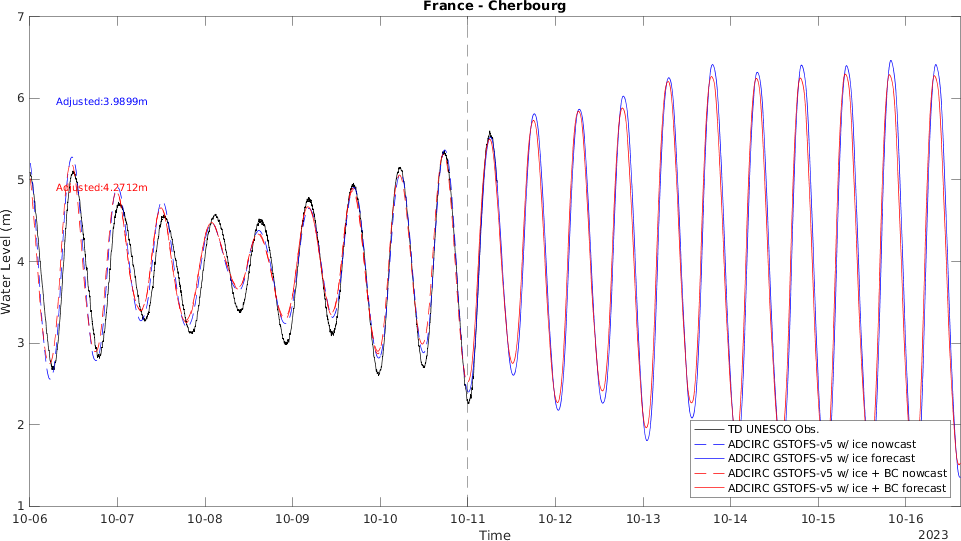 France - Cherbourg
7
6
5
4
3
2
1
Water Level (m)
Adjusted:3.9899m
Adjusted:4.2712m
TD UNESCO Obs.
ADCIRC GSTOFS-v5 w/ ice nowcast
ADCIRC GSTOFS-v5 w/ ice forecast
ADCIRC GSTOFS-v5 w/ ice + BC nowcast
ADCIRC GSTOFS-v5 w/ ice + BC forecast
10-06 10-07 10-08 10-09 10-10 10-11 10-12 10-13 10-14 10-15 10-16
Time
2023